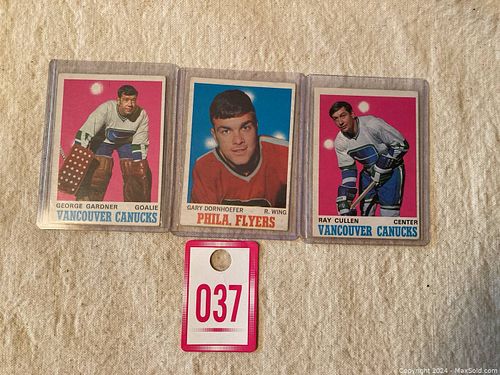 GEORGE GARDNER GOALIE
VANCOUVER CANUCKS
GARY DORNHOEFER R. WING
PHILA. FLYERS
RAY CULLEN CENTER
VANCOUVER CANUCKS
037
Copyright 2024 - MaxSold.com